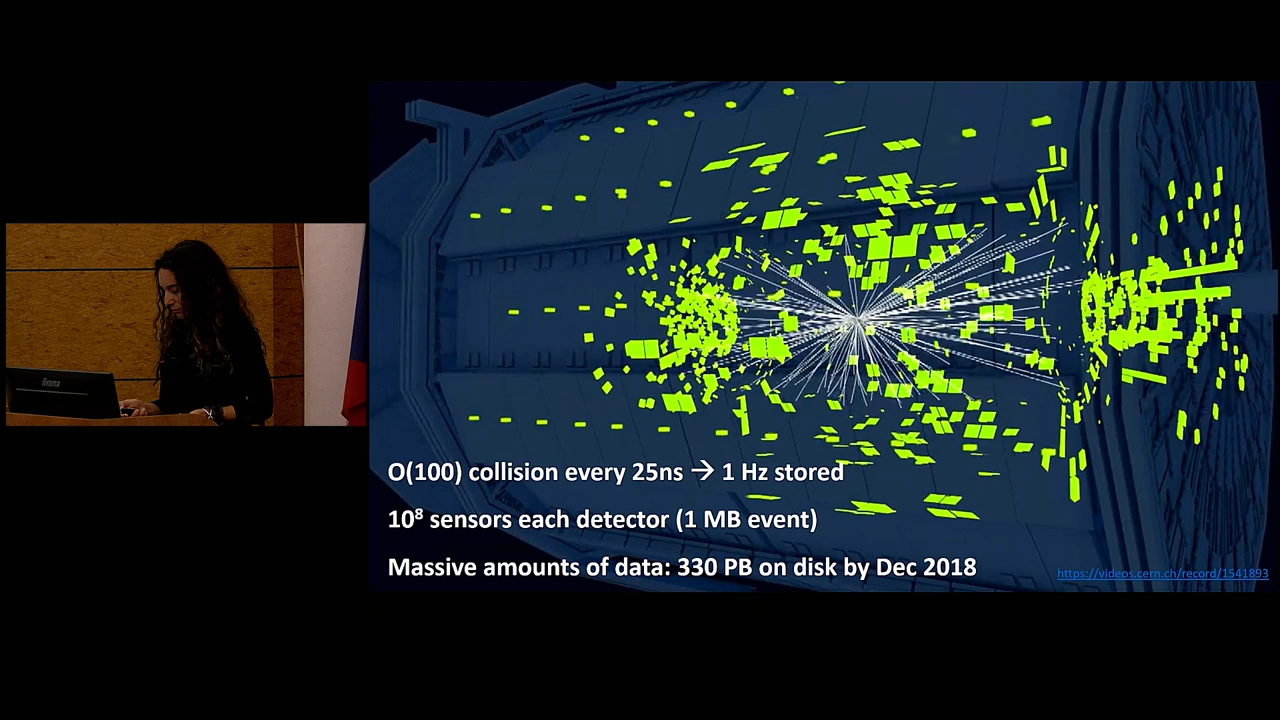 iiyama
O(100) collision every 25ns → 1 Hz stored
10⁸ sensors each detector (1 MB event)
Massive amounts of data: 330 PB on disk by Dec 2018
https://videos.cern.ch/record/1541893